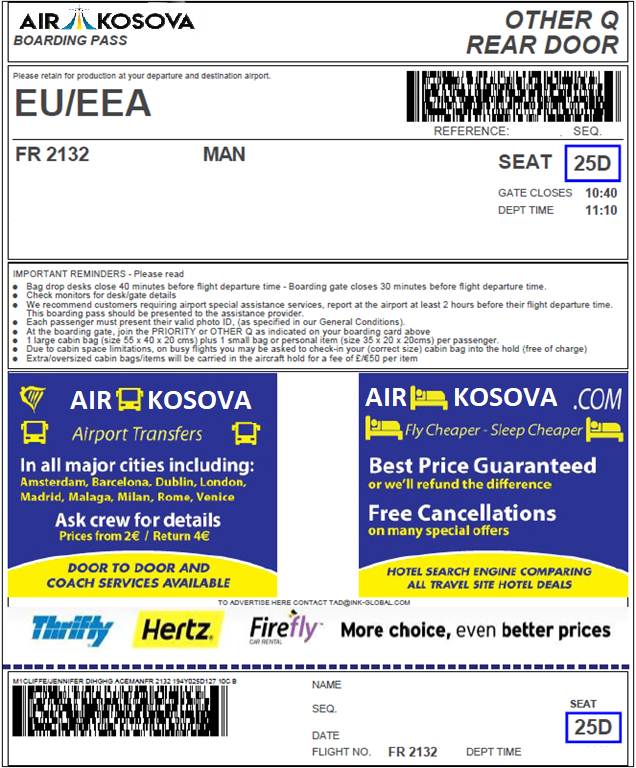 AIR KOSOVA
BOARDING PASS
OTHER Q
REAR DOOR
Please retain for production at your departure and destination airport.
EU/EEA
REFERENCE: SEQ.
FR 2132 MAN
SEAT 25D
GATE CLOSES 10:40
DEPT TIME 11:10
IMPORTANT REMINDERS - Please read
● Bag drop desks close 40 minutes before flight departure time - Boarding gate closes 30 minutes before flight departure time.
● Check monitors for desk/gate details
● We recommend customers requiring airport special assistance services, report at the airport at least 2 hours before their flight departure time.
This boarding pass should be presented to the assistance provider.
● Each passenger must present their valid photo ID, (as specified in our General Conditions).
● At the boarding gate, join the PRIORITY or OTHER Q as indicated on your boarding card above
● 1 large cabin bag (size 55 x 40 x 20 cms) plus 1 small bag or personal item (size 35 x 20 x 20cms) per passenger.
● Due to cabin space limitations, on busy flights you may be asked to check-in your (correct size) cabin bag into the hold (free of charge)
● Extra/oversized cabin bags/items will be carried in the aircraft hold for a fee of £/€50 per item
AIR KOSOVA
Airport Transfers
In all major cities including:
Amsterdam, Barcelona, Dublin, London,
Madrid, Malaga, Milan, Rome, Venice
Ask crew for details
Prices from 2€ / Return 4€
DOOR TO DOOR AND
COACH SERVICES AVAILABLE
AIR KOSOVA .COM
Fly Cheaper - Sleep Cheaper
Best Price Guaranteed
or we'll refund the difference
Free Cancellations
on many special offers
HOTEL SEARCH ENGINE COMPARING
ALL TRAVEL SITE HOTEL DEALS
TO ADVERTISE HERE CONTACT TAD@INK-GLOBAL.COM
Thrifty Hertz. Firefly CAR RENTAL More choice, even better prices
M1CLIFFE/JENNIFER DIHGHG ACEMANFR 2132 194Y025D127 10C B
NAME
SEQ.
DATE
FLIGHT NO. FR 2132 DEPT TIME
SEAT
25D